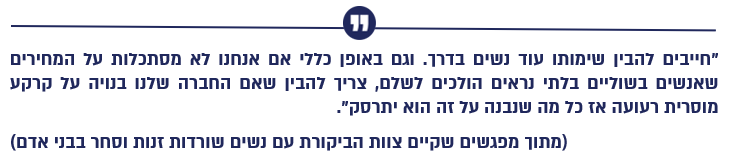 "חייבים להבין שימותו עוד נשים בדרך. וגם באופן כללי אם אנחנו לא מסתכלות על המחירים
שאנשים בשוליים בלתי נראים הולכים לשלם, צריך להבין שאם החברה שלנו בנויה על קרקע
מוסרית רעועה אז כל מה שנבנה על זה הוא יתרסק".
(מתוך מפגשים שקיים צוות הביקורת עם נשים שורדות זנות וסחר בבני אדם)